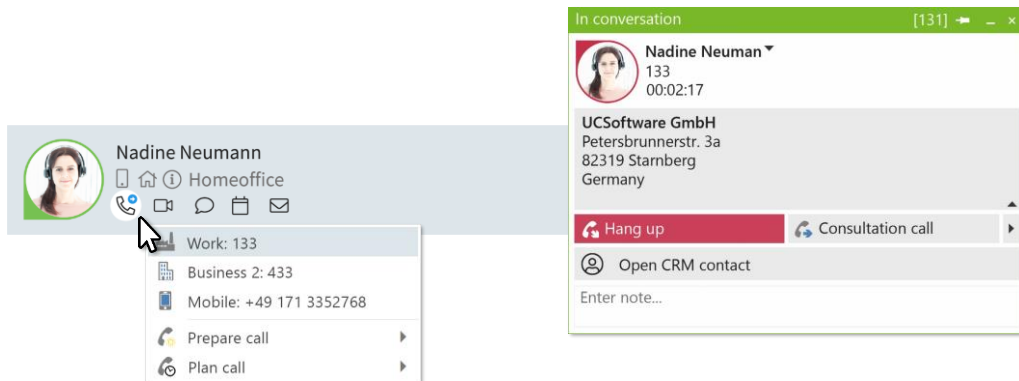 Nadine Neumann
Homeoffice
Work: 133
Business 2: 433
Mobile: +49 171 3352768
Prepare call
Plan call
In conversation [131]
Nadine Neuman
133
00:02:17
UCSoftware GmbH
Petersbrunnerstr. 3a
82319 Starnberg
Germany
Hang up
Consultation call
Open CRM contact
Enter note...